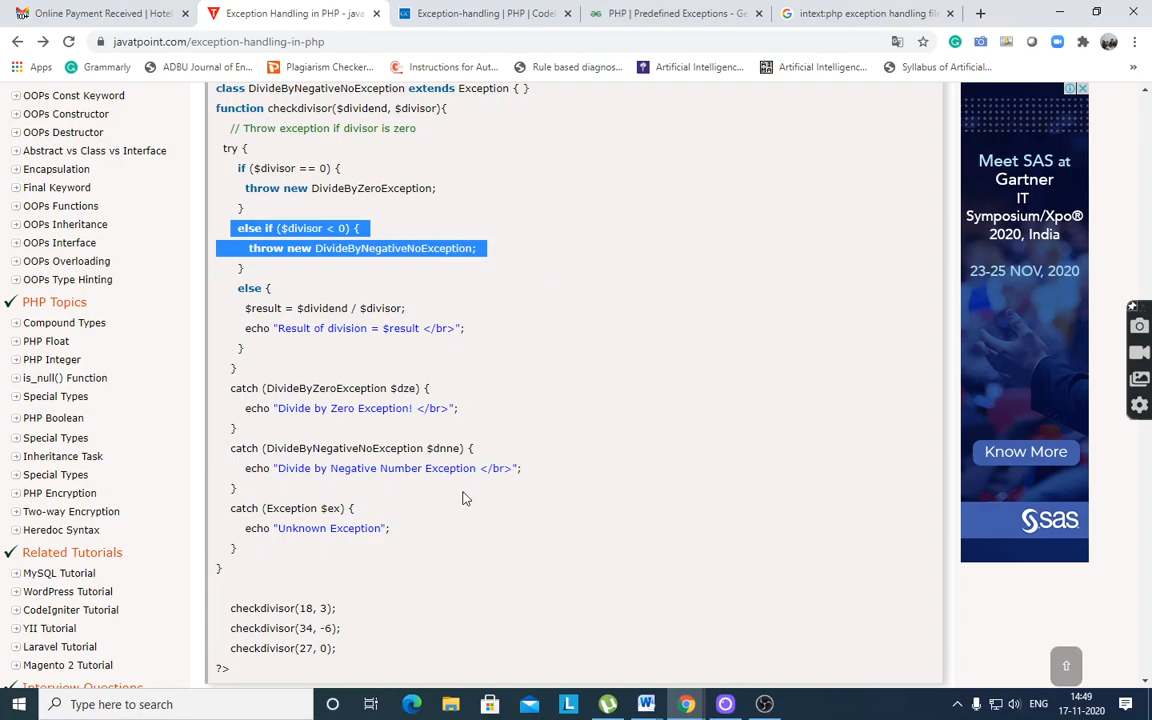 Online Payment Received | Hotel
Exception Handling in PHP - java
Exception-handling | PHP | CodeI
PHP | Predefined Exceptions - Ge
intext:php exception handling file
javatpoint.com/exception-handling-in-php
Apps
Grammarly
ADBU Journal of En...
Plagiarism Checker...
Instructions for Aut...
Rule based diagnos...
Artificial Intelligenc...
Artificial Intelligenc...
Syllabus of Artificial...
OOPs Const Keyword
OOPs Constructor
OOPs Destructor
Abstract vs Class vs Interface
Encapsulation
Final Keyword
OOPs Functions
OOPs Inheritance
OOPs Interface
OOPs Overloading
OOPs Type Hinting
PHP Topics
Compound Types
PHP Float
PHP Integer
is_null() Function
Special Types
PHP Boolean
Special Types
Inheritance Task
Special Types
PHP Encryption
Two-way Encryption
Heredoc Syntax
Related Tutorials
MySQL Tutorial
WordPress Tutorial
CodeIgniter Tutorial
YII Tutorial
Laravel Tutorial
Magento 2 Tutorial
Interview Questions
class DivideByNegativeNoException extends Exception { }
function checkdivisor($dividend, $divisor){
// Throw exception if divisor is zero
try {
if ($divisor == 0) {
throw new DivideByZeroException;
}
else if ($divisor < 0) {
throw new DivideByNegativeNoException;
}
else {
$result = $dividend / $divisor;
echo "Result of division = $result </br>";
}
}
catch (DivideByZeroException $dze) {
echo "Divide by Zero Exception! </br>";
}
catch (DivideByNegativeNoException $dnne) {
echo "Divide by Negative Number Exception </br>";
}
catch (Exception $ex) {
echo "Unknown Exception";
}
}
checkdivisor(18, 3);
checkdivisor(34, -6);
checkdivisor(27, 0);
?>
Meet SAS at
Gartner
IT
Symposium/Xpo®
2020, India
23-25 NOV, 2020
Know More
sas
Type here to search
ENG
14:49
17-11-2020